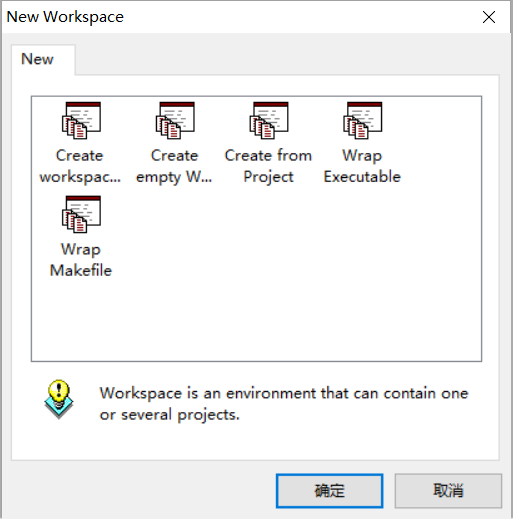 New Workspace
New
Create
workspac...
Create
empty W...
Create from
Project
Wrap
Executable
Wrap
Makefile
Workspace is an environment that can contain one
or several projects.
确定
取消